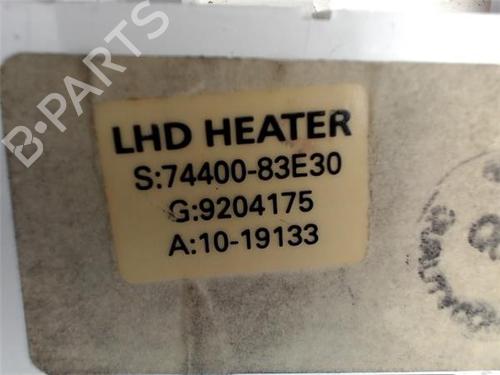 B-PARTS
LHD HEATER
S:74400-83E30
G:9204175
A:10-19133